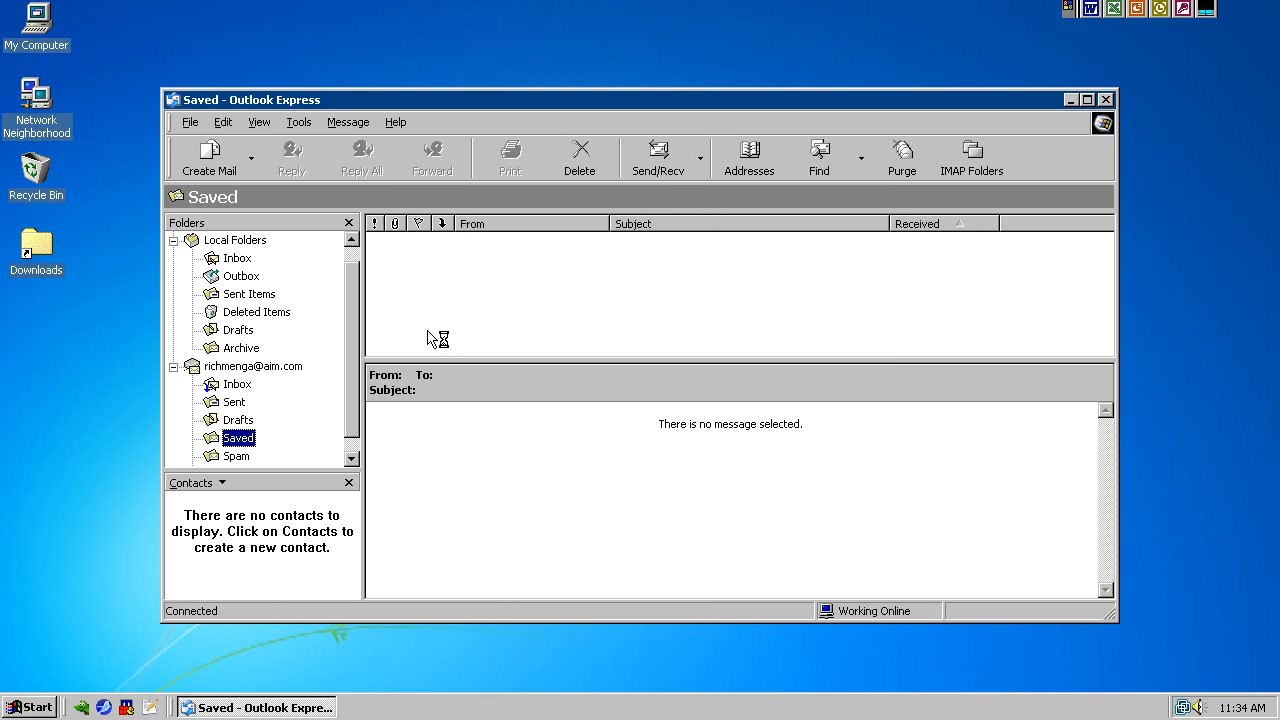 My Computer
Network
Neighborhood
Recycle Bin
Downloads
Saved - Outlook Express
File Edit View Tools Message Help
Create Mail Reply Reply All Forward Print Delete Send/Recv Addresses Find Purge IMAP Folders
Saved
Folders
Local Folders
Inbox
Outbox
Sent Items
Deleted Items
Drafts
Archive
richmenga@aim.com
Inbox
Sent
Drafts
Saved
Spam
Contacts
There are no contacts to
display. Click on Contacts to
create a new contact.
! From Subject Received
From: To:
Subject:
There is no message selected.
Connected
Working Online
Start
Saved - Outlook Expre...
11:34 AM